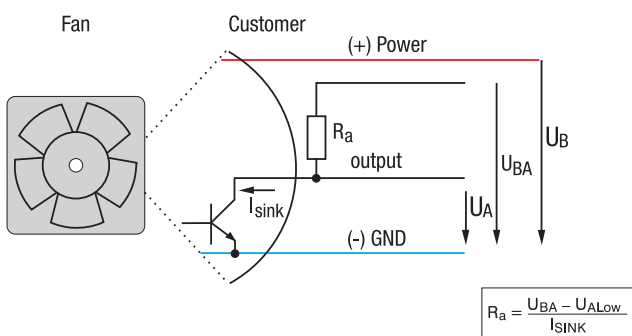 Fan
Customer
(+) Power
Ra
output
Isink
UA
UBA
UB
(-) GND
Ra = UBA – UALow
ISINK